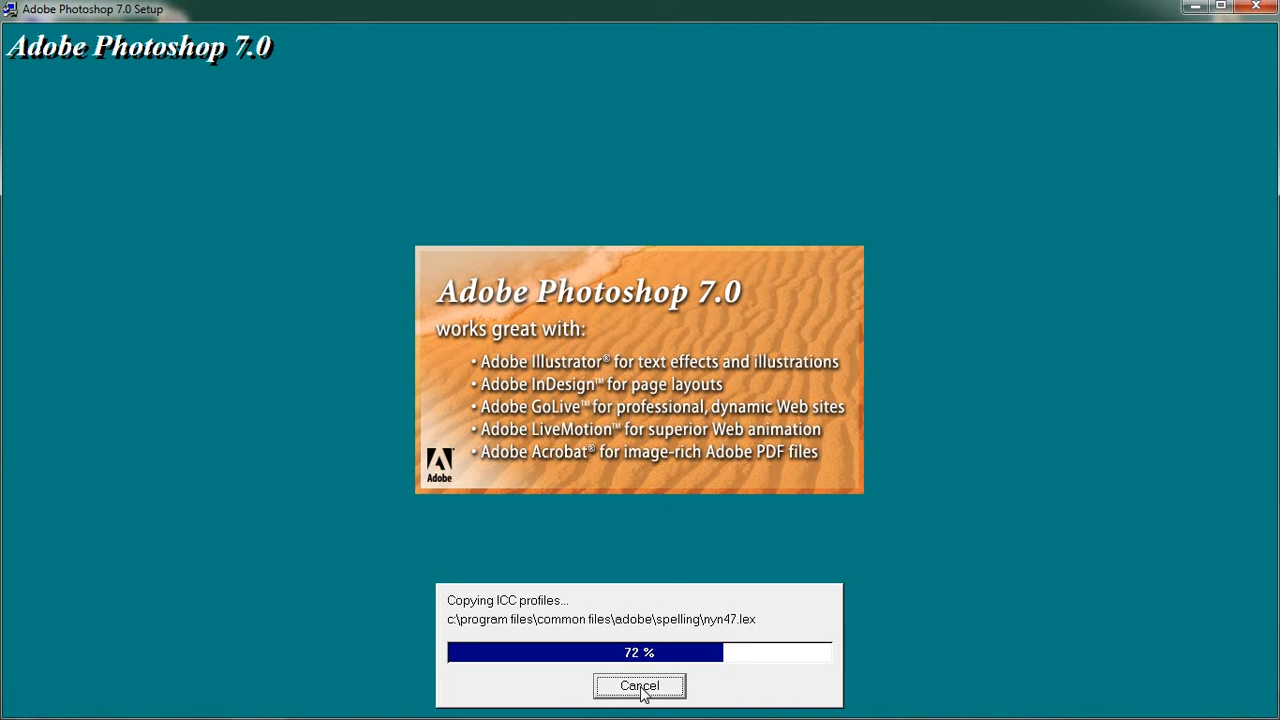 Adobe Photoshop 7.0 Setup
Adobe Photoshop 7.0
Adobe Photoshop 7.0
works great with:
• Adobe Illustrator® for text effects and illustrations
• Adobe InDesign™ for page layouts
• Adobe GoLive™ for professional, dynamic Web sites
• Adobe LiveMotion™ for superior Web animation
• Adobe Acrobat® for image-rich Adobe PDF files
Adobe
Copying ICC profiles...
c:\program files\common files\adobe\spelling\nyn47.lex
72 %
Cancel